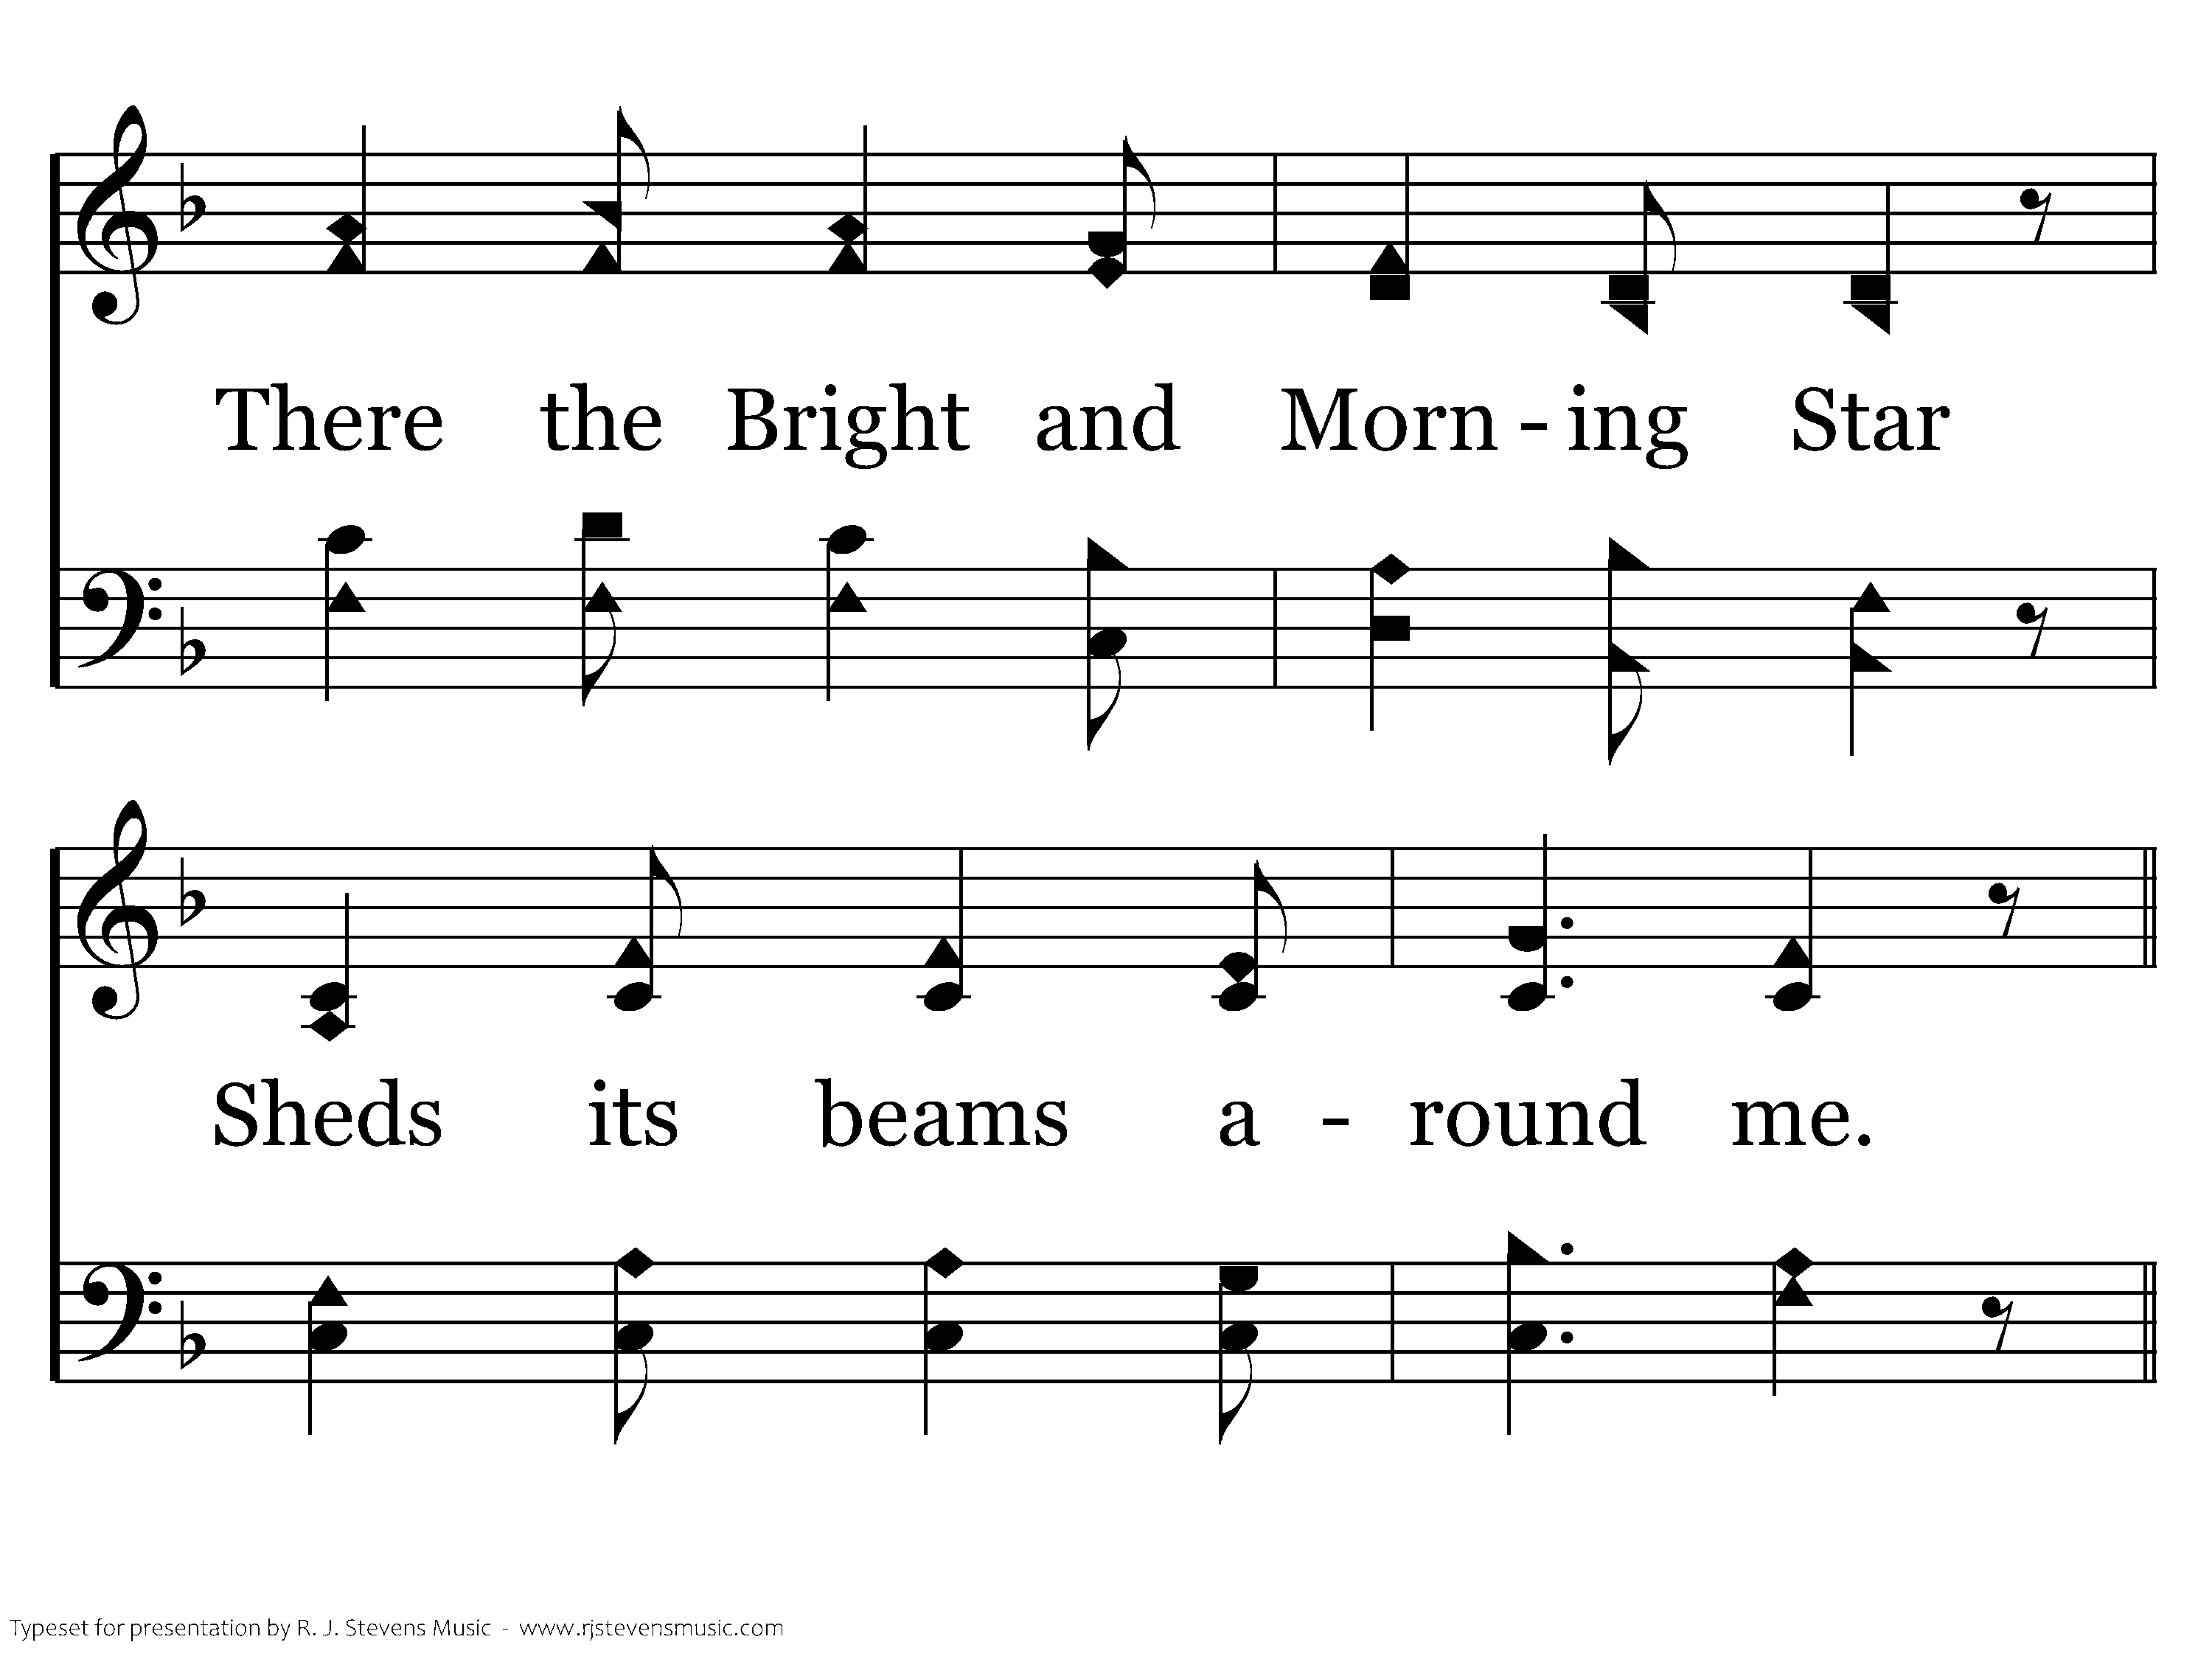 There the Bright and Morn - ing Star
Sheds its beams a - round me.
Typeset for presentation by R. J. Stevens Music - www.rjstevensmusic.com